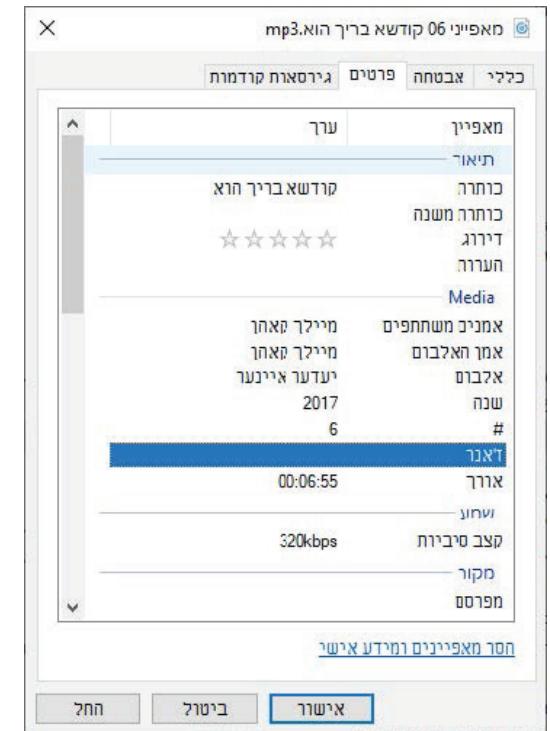 מאפייני 06 קודשא בריך הוא.mp3
כללי אבטחה פרטים גירסאות קודמות
מאפיין ערך
תיאור
כותרת קודשא בריך הוא
כותרת משנה
דירוג
הערות
Media
אמנים משתתפים מיילך קאהן
אמן האלבום מיילך קאהן
אלבום יעדער איינער
שנה 2017
# 6
ז'אנר
אורך 00:06:55
שמע
קצב סיביות 320kbps
מקור
מפרסם
הסר מאפיינים ומידע אישי
אישור ביטול החל